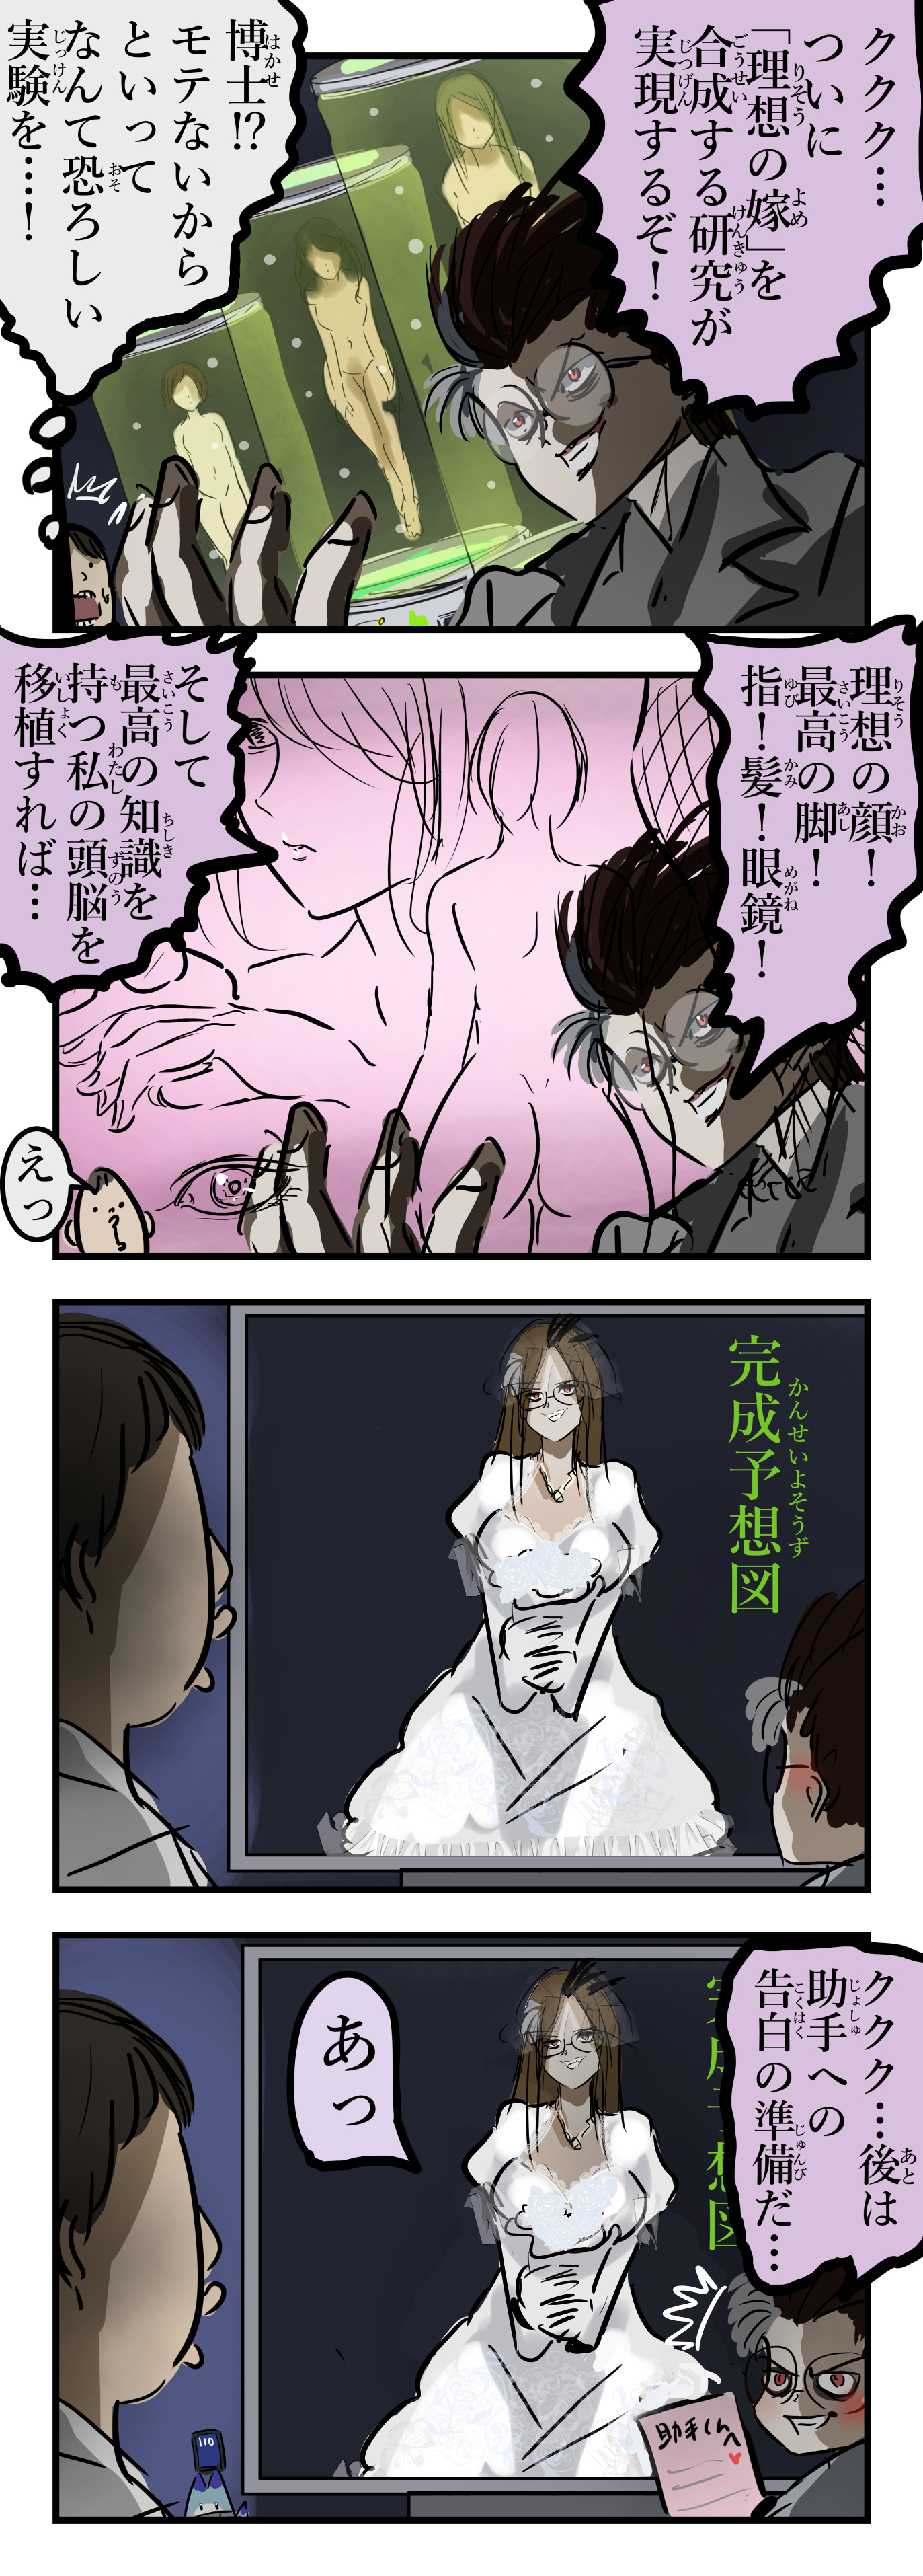 ククク…
ついに
「理想の嫁」を
合成する研究が
実現するぞ!
博士!?
モテないから
といって
なんて恐ろしい
実験を…!
理想の顔!
最高の脚!
指!髪!眼鏡!
そして
最高の知識を
持つ私の頭脳を
移植すれば…
えっ
完成予想図
ククク…後は
助手への
告白の準備だ…
あっ
完成予想図
助手くんへ
110